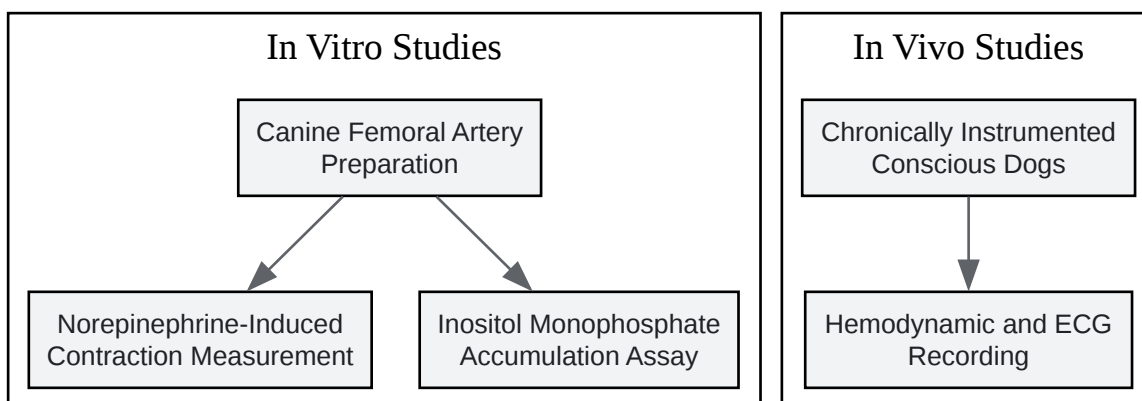 In Vitro Studies
Canine Femoral Artery
Preparation
Norepinephrine-Induced
Contraction Measurement
Inositol Monophosphate
Accumulation Assay
In Vivo Studies
Chronically Instrumented
Conscious Dogs
Hemodynamic and ECG
Recording